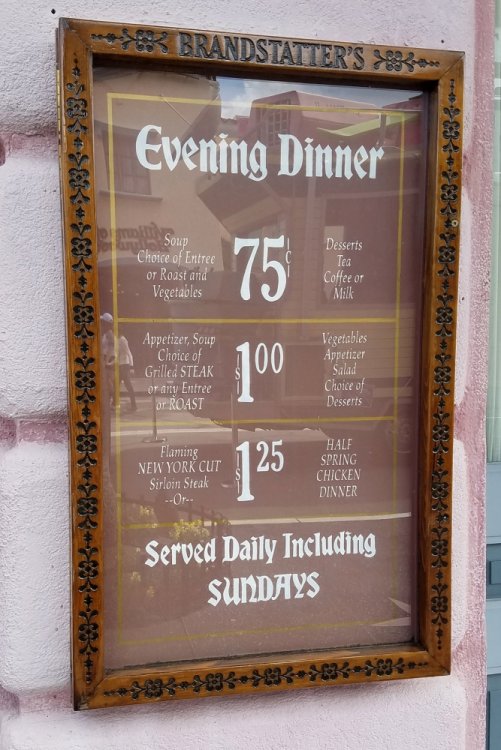 BRANDSTATTER'S
Evening Dinner
Soup
Choice of Entree
or Roast and
Vegetables
75¢
Desserts
Tea
Coffee or
Milk
Appetizer, Soup
Choice of
Grilled STEAK
or any Entree
or ROAST
$1.00
Vegetables
Appetizer
Salad
Choice of
Desserts
Flaming
NEW YORK CUT
Sirloin Steak
--Or--
$1.25
HALF
SPRING
CHICKEN
DINNER
Served Daily Including
SUNDAYS